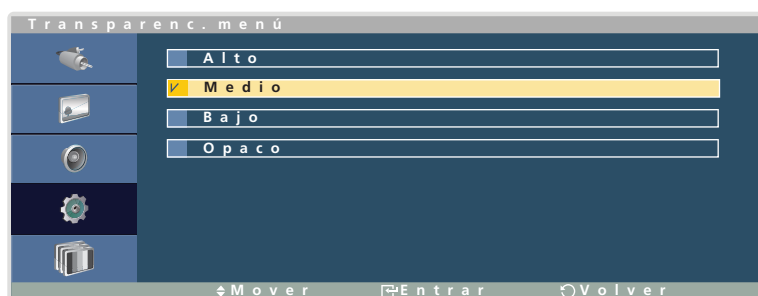 Transparenc.menú
Alto
Medio
Bajo
Opaco
Mover Entrar Volver